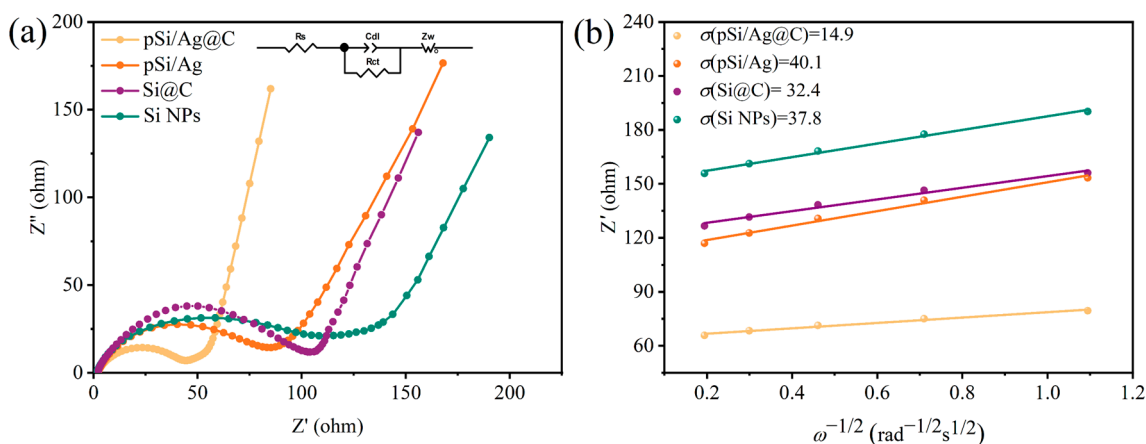 (a)
200
150
100
50
0
Z'' (ohm)
pSi/Ag@C
pSi/Ag
Si@C
Si NPs
Rs
Cdl
Zw
Rct
0 50 100 150 200
Z' (ohm)
(b)
240
210
180
150
120
90
60
Z' (ohm)
σ(pSi/Ag@C)=14.9
σ(pSi/Ag)=40.1
σ(Si@C)= 32.4
σ(Si NPs)=37.8
0.2 0.4 0.6 0.8 1.0 1.2
ω⁻¹/² (rad⁻¹/²s¹/²)